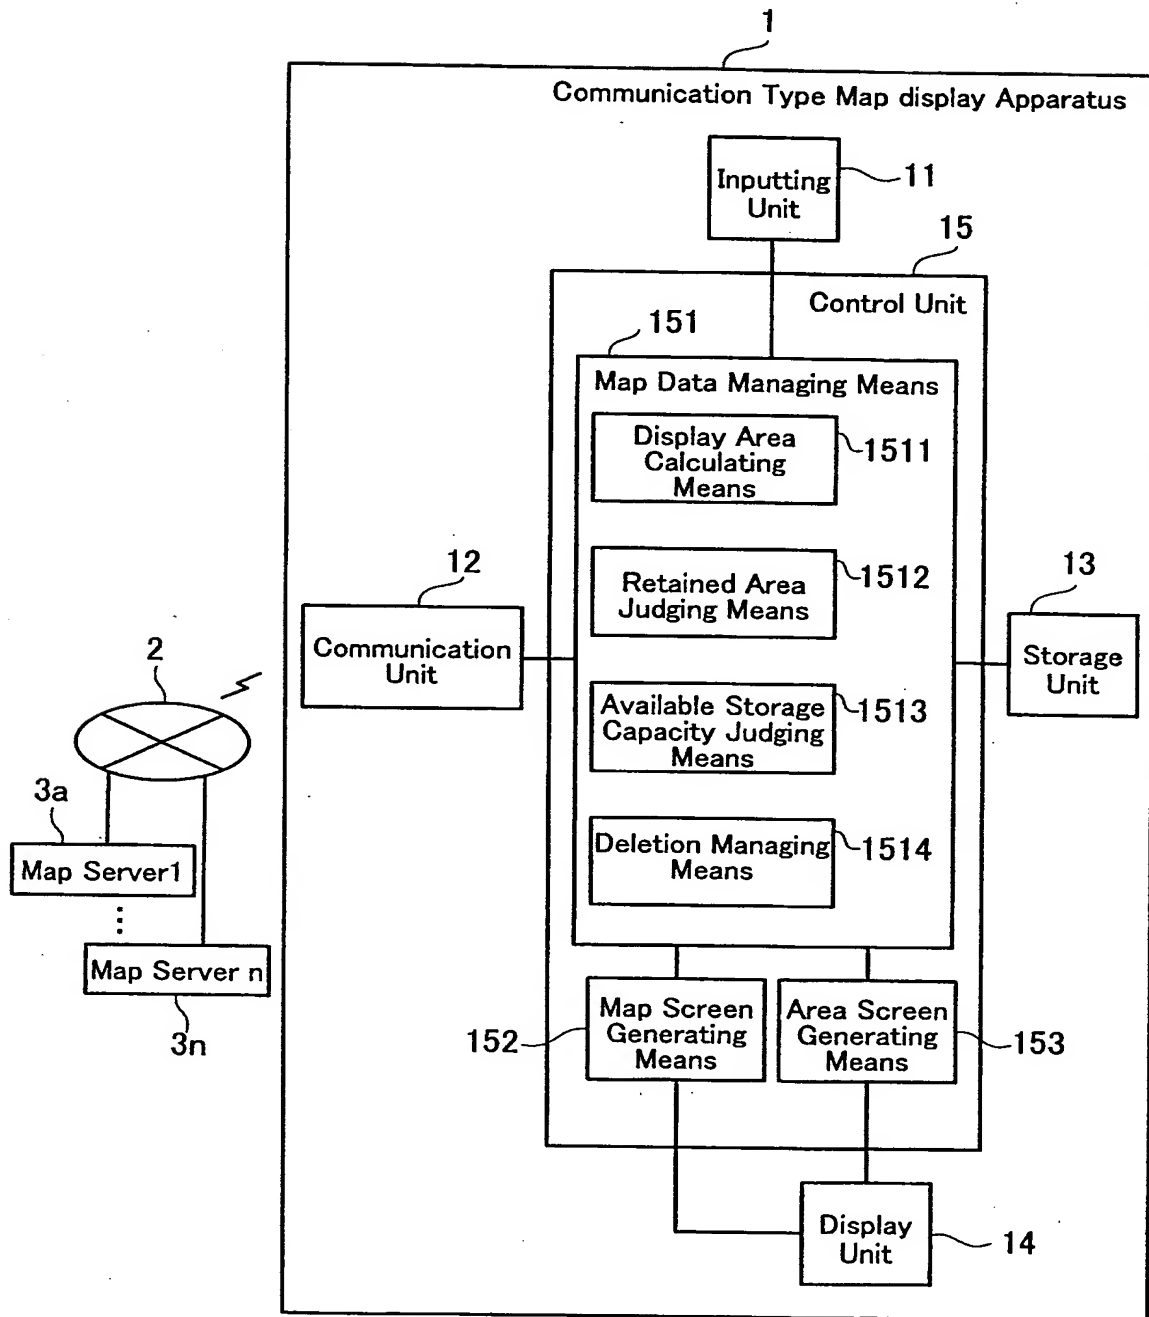 1
Communication Type Map display Apparatus
Inputting
Unit
11
15
Control Unit
151
Map Data Managing Means
Display Area
Calculating
Means
1511
Retained Area
Judging Means
1512
Available Storage
Capacity Judging
Means
1513
Deletion Managing
Means
1514
12
Communication
Unit
13
Storage
Unit
2
3a
Map Server1
⋮
Map Server n
3n
Map Screen
Generating
Means
152
Area Screen
Generating
Means
153
Display
Unit
14